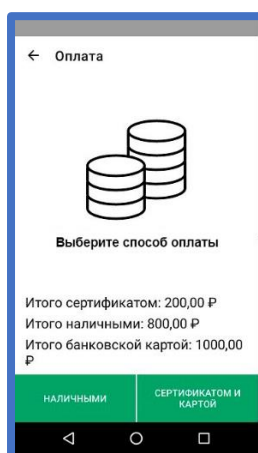 Оплата
Выберите способ оплаты
Итого сертификатом: 200,00 ₽
Итого наличными: 800,00 ₽
Итого банковской картой: 1000,00
₽
НАЛИЧНЫМИ
СЕРТИФИКАТОМ И
КАРТОЙ